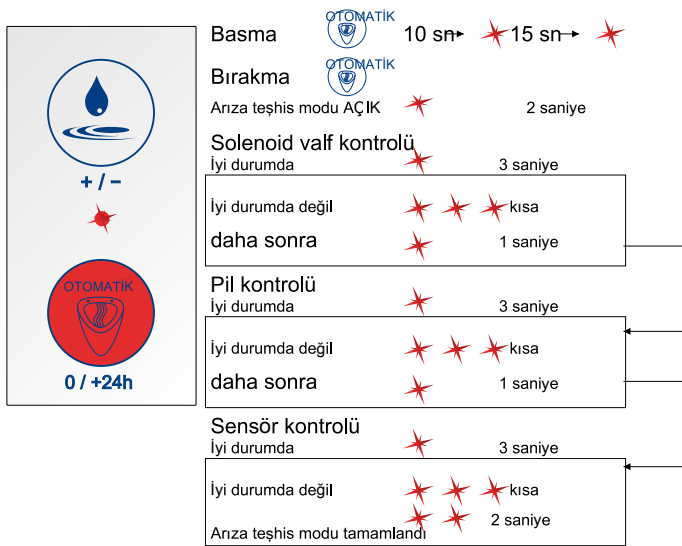 + / –
OTOMATİK
0 / +24h
Basma OTOMATİK 10 sn 15 sn
Bırakma OTOMATİK
Arıza teşhis modu AÇIK 2 saniye
Solenoid valf kontrolü
İyi durumda 3 saniye
İyi durumda değil kısa
daha sonra 1 saniye
Pil kontrolü
İyi durumda 3 saniye
İyi durumda değil kısa
daha sonra 1 saniye
Sensör kontrolü
İyi durumda 3 saniye
İyi durumda değil kısa
Arıza teşhis modu tamamlandı 2 saniye